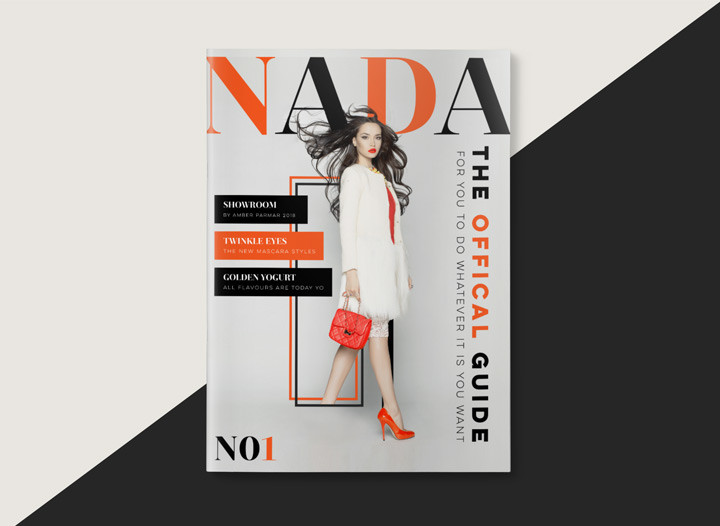 NADA
SHOWROOM
BY AMBER PARMAR 2018
TWINKLE EYES
THE NEW MASCARA STYLES
GOLDEN YOGURT
ALL FLAVOURS ARE TODAY YO
THE OFFICAL GUIDE
FOR YOU TO DO WHATEVER IT IS YOU WANT
NO1